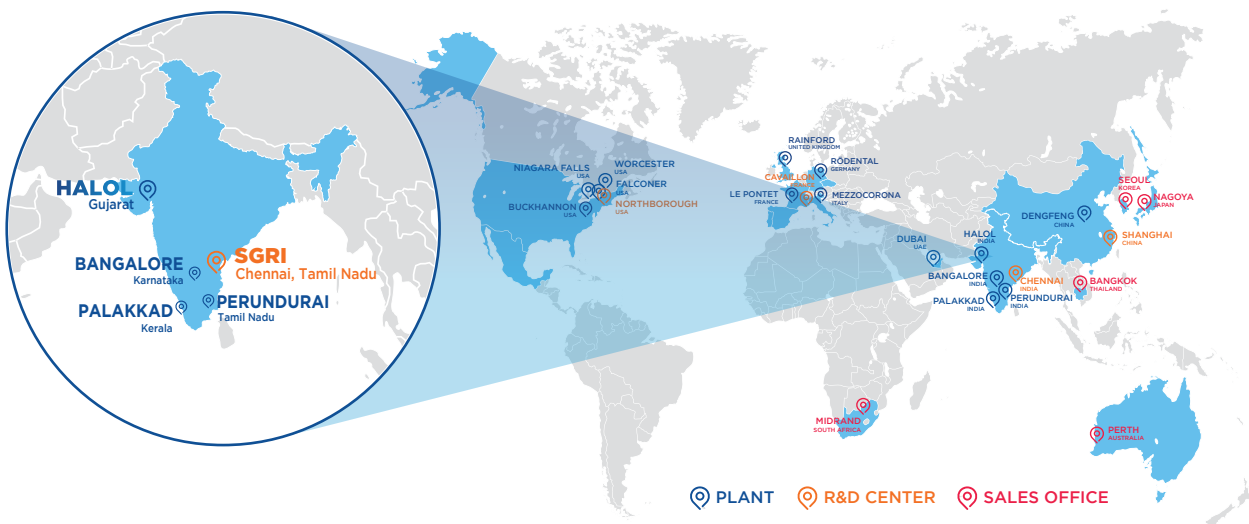 HALOL
Gujarat
BANGALORE
Karnataka
SGRI
Chennai, Tamil Nadu
PALAKKAD
Kerala
PERUNDURAI
Tamil Nadu
NIAGARA FALLS
USA
WORCESTER
USA
FALCONER
USA
BUCKHANNON
USA
NORTHBOROUGH
USA
RAINFORD
UNITED KINGDOM
RÖDENTAL
GERMANY
CAVAILLON
FRANCE
LE PONTET
FRANCE
MEZZOCORONA
ITALY
DUBAI
UAE
HALOL
INDIA
BANGALORE
INDIA
CHENNAI
INDIA
PALAKKAD
INDIA
PERUNDURAI
INDIA
SEOUL
KOREA
NAGOYA
JAPAN
DENGFENG
CHINA
SHANGHAI
CHINA
BANGKOK
THAILAND
MIDRAND
SOUTH AFRICA
PERTH
AUSTRALIA
PLANT
R&D CENTER
SALES OFFICE